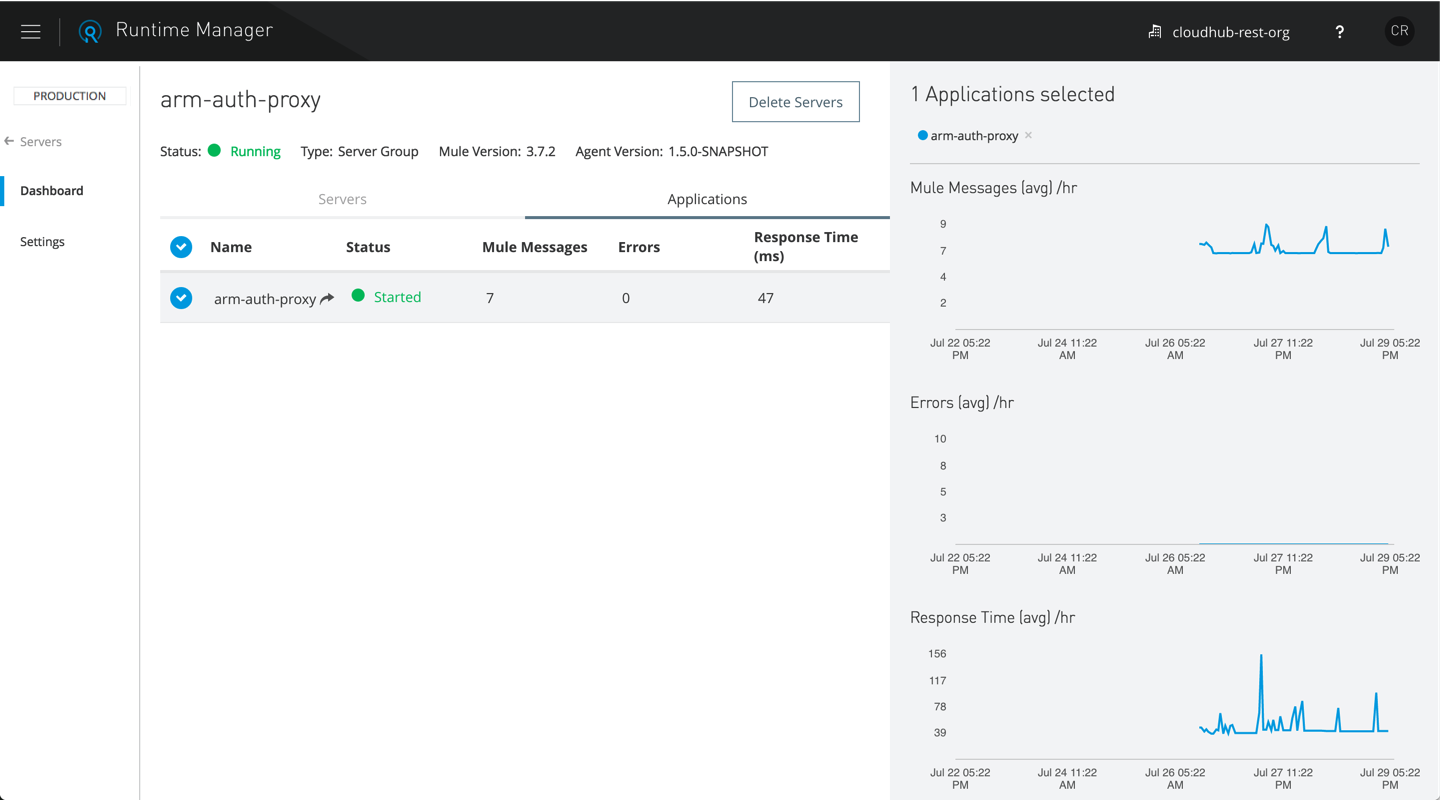 Runtime Manager
cloudhub-rest-org
?
CR
PRODUCTION
Servers
Dashboard
Settings
arm-auth-proxy
Delete Servers
Status: Running Type: Server Group Mule Version: 3.7.2 Agent Version: 1.5.0-SNAPSHOT
Servers Applications
Name Status Mule Messages Errors Response Time
(ms)
arm-auth-proxy Started 7 0 47
1 Applications selected
arm-auth-proxy ×
Mule Messages (avg) /hr
9
7
4
2
Jul 22 05:22 Jul 24 11:22 Jul 26 05:22 Jul 27 11:22 Jul 29 05:22
PM AM AM PM PM
Errors (avg) /hr
10
8
5
3
Jul 22 05:22 Jul 24 11:22 Jul 26 05:22 Jul 27 11:22 Jul 29 05:22
PM AM AM PM PM
Response Time (avg) /hr
156
117
78
39
Jul 22 05:22 Jul 24 11:22 Jul 26 05:22 Jul 27 11:22 Jul 29 05:22
PM AM AM PM PM